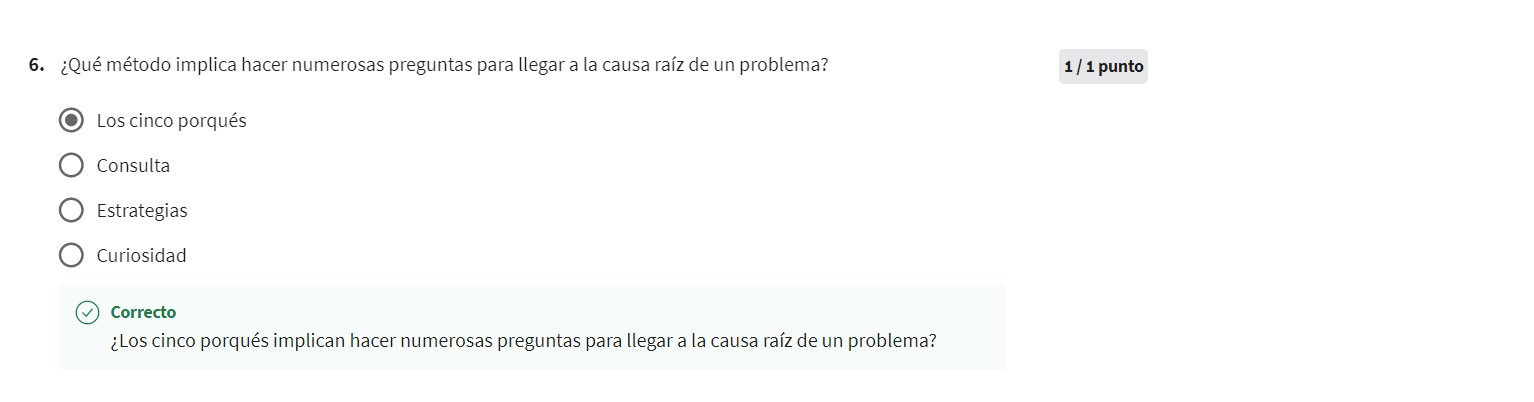 6. ¿Qué método implica hacer numerosas preguntas para llegar a la causa raíz de un problema?
1 / 1 punto
Los cinco porqués
Consulta
Estrategias
Curiosidad
Correcto
¿Los cinco porqués implican hacer numerosas preguntas para llegar a la causa raíz de un problema?